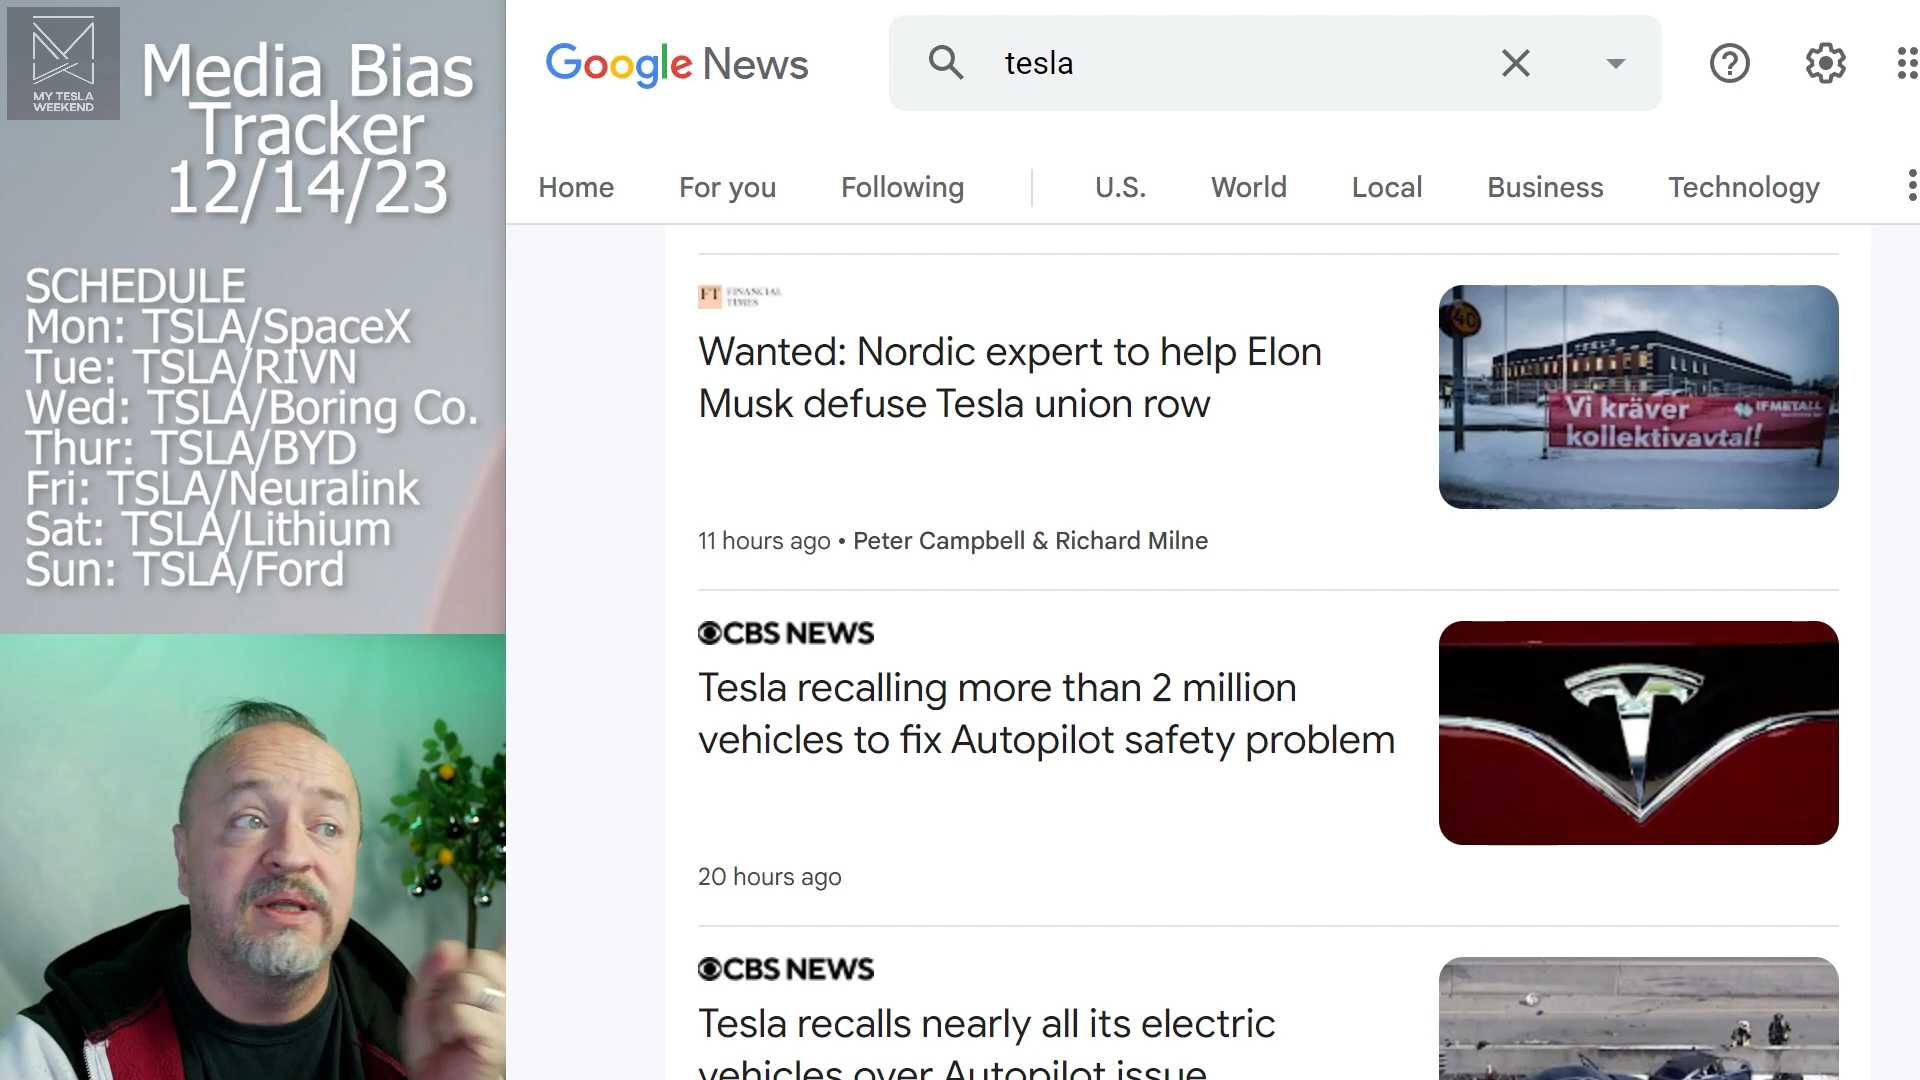 MY TESLA
WEEKEND
Media Bias
Tracker
12/14/23
SCHEDULE
Mon: TSLA/SpaceX
Tue: TSLA/RIVN
Wed: TSLA/Boring Co.
Thur: TSLA/BYD
Fri: TSLA/Neuralink
Sat: TSLA/Lithium
Sun: TSLA/Ford
Google News
tesla
Home For you Following U.S. World Local Business Technology
FT FINANCIAL
TIMES
Wanted: Nordic expert to help Elon
Musk defuse Tesla union row
11 hours ago • Peter Campbell & Richard Milne
40
TESLA
Vi kräver
kollektivavtal!
IF METALL
CBS NEWS
Tesla recalling more than 2 million
vehicles to fix Autopilot safety problem
20 hours ago
CBS NEWS
Tesla recalls nearly all its electric
vehicles over Autopilot issue